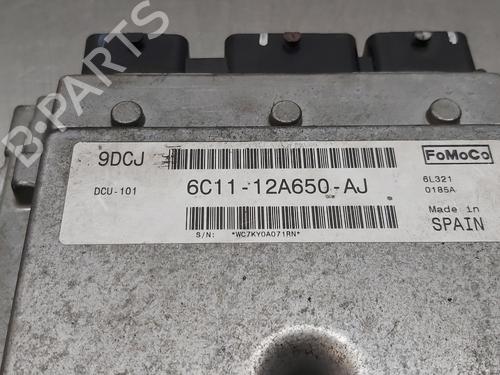 9DCJ
FoMoCo
DCU-101
6C11-12A650-AJ
6L321
0185A
S/N: *WC7KY0A071RN*
Made in
SPAIN
B-PARTS